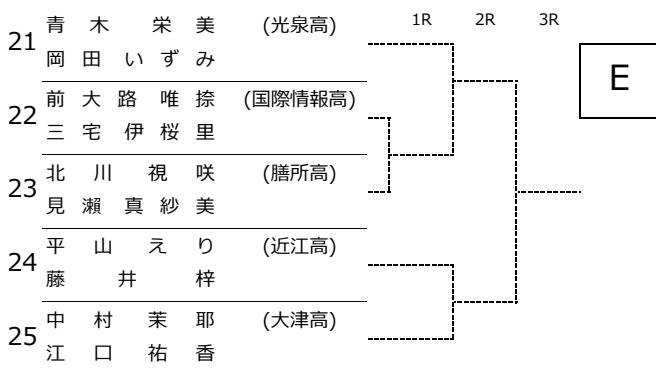 1R 2R 3R
E
21 青木 栄美 (光泉高)
岡田いずみ
22 前大路唯捺 (国際情報高)
三宅伊桜里
23 北川 視咲 (膳所高)
見瀬真紗美
24 平山えり (近江高)
藤井 梓
25 中村茉耶 (大津高)
江口祐香